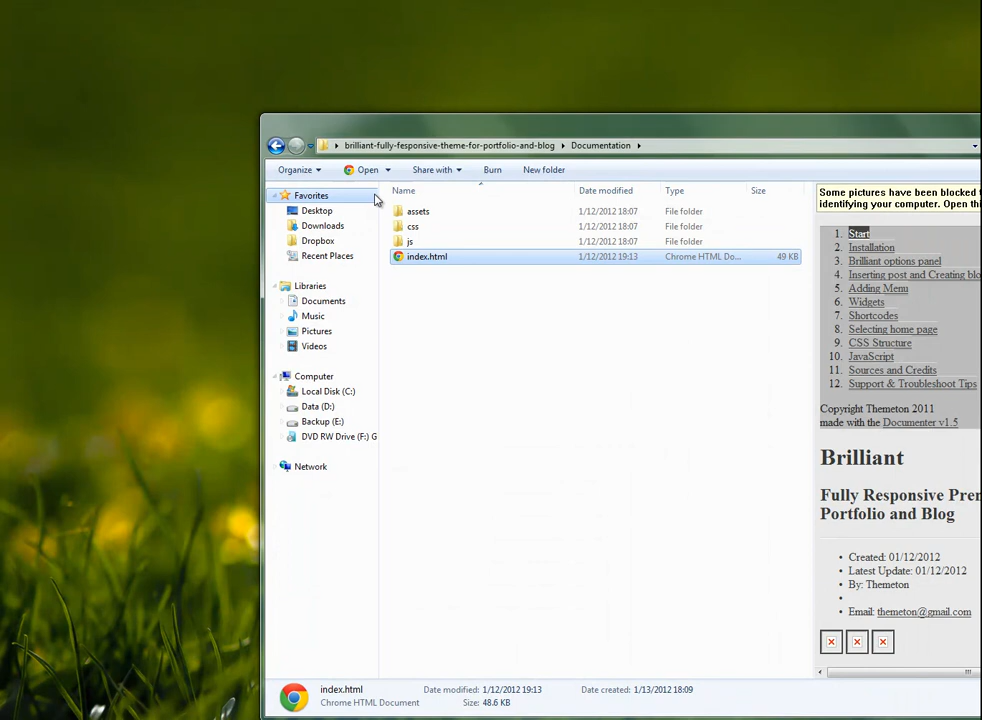 brilliant-fully-responsive-theme-for-portfolio-and-blog Documentation
Organize Open Share with Burn New folder
Favorites
Desktop
Downloads
Dropbox
Recent Places
Libraries
Documents
Music
Pictures
Videos
Computer
Local Disk (C:)
Data (D:)
Backup (E:)
DVD RW Drive (F:) G
Network
Name Date modified Type Size
assets 1/12/2012 18:07 File folder
css 1/12/2012 18:07 File folder
js 1/12/2012 18:07 File folder
index.html 1/12/2012 19:13 Chrome HTML Do... 49 KB
Some pictures have been blocked t
identifying your computer. Open thi
1. Start
2. Installation
3. Brilliant options panel
4. Inserting post and Creating blo
5. Adding Menu
6. Widgets
7. Shortcodes
8. Selecting home page
9. CSS Structure
10. JavaScript
11. Sources and Credits
12. Support & Troubleshoot Tips
Copyright Themeton 2011
made with the Documenter v1.5
Brilliant
Fully Responsive Prem
Portfolio and Blog
• Created: 01/12/2012
• Latest Update: 01/12/2012
• By: Themeton
•
• Email: themeton@gmail.com
index.html Date modified: 1/12/2012 19:13 Date created: 1/13/2012 18:09
Chrome HTML Document Size: 48.6 KB